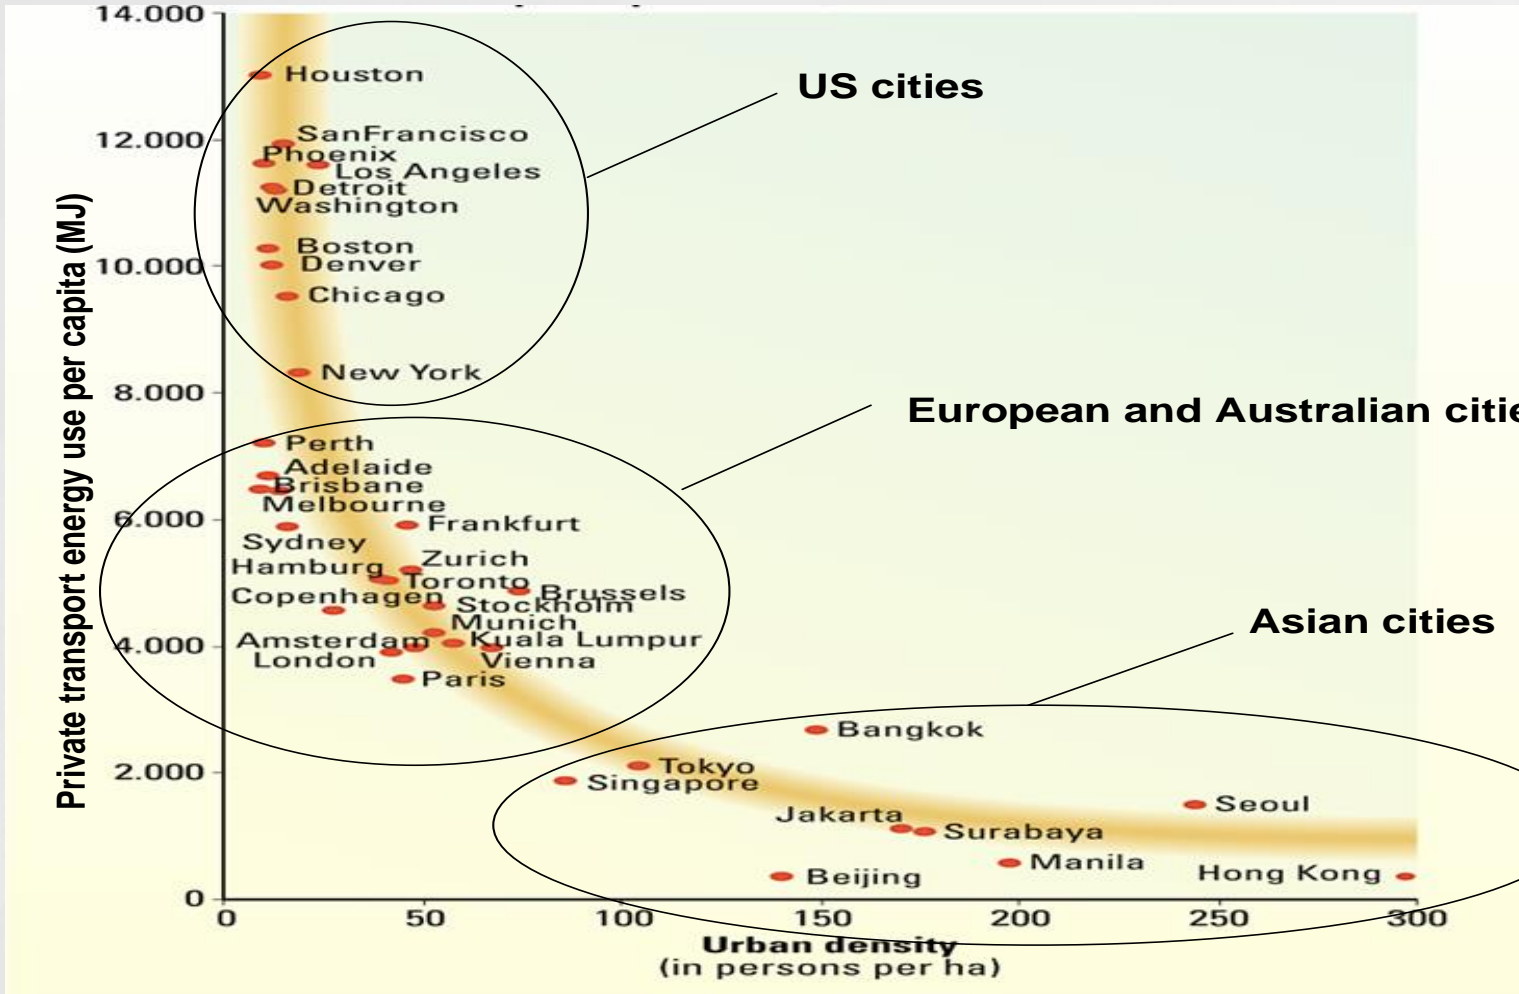 14.000
Houston
US cities
SanFrancisco
12.000
Phoenix
Los Angeles
Detroit
Washington
Boston
10.000
Denver
Chicago
New York
8.000
European and Australian citie
Perth
Adelaide
Brisbane
Melbourne
6.000
Frankfurt
Sydney
Zurich
Hamburg
Toronto
Brussels
Copenhagen
Stockholm
Munich
Asian cities
Amsterdam
Kuala Lumpur
4.000
London
Vienna
Paris
Bangkok
Tokyo
2.000
Singapore
Seoul
Jakarta
Surabaya
Manila
Beijing
Hong Kong
0
0 50 100 150 200 250 300
Urban density
(in persons per ha)
Private transport energy use per capita (MJ)